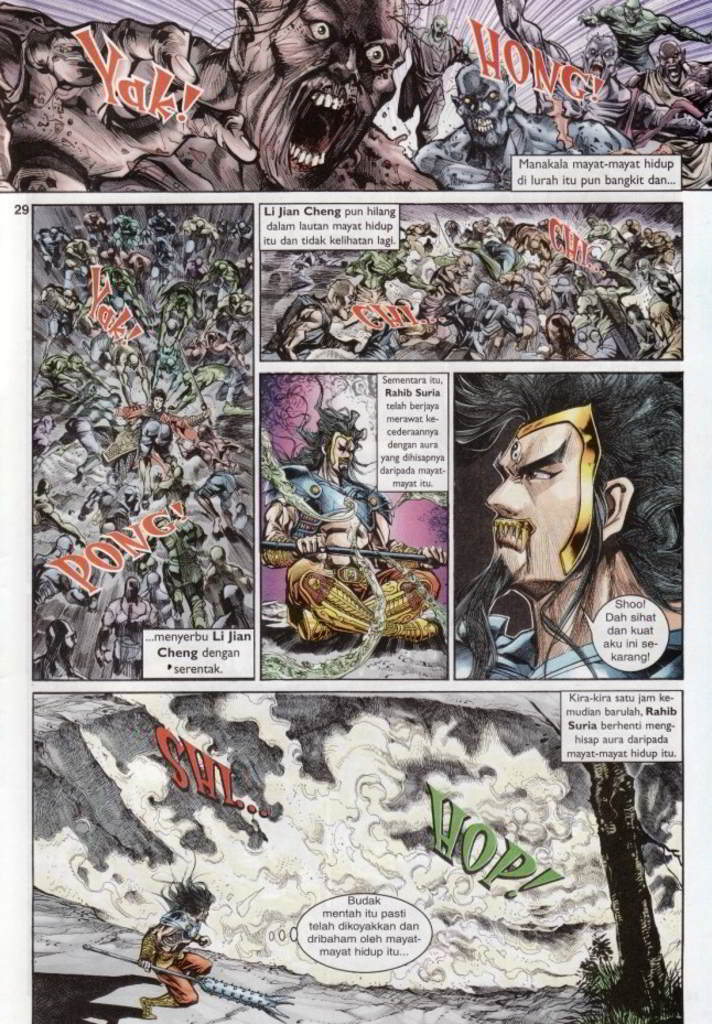 Yak!
HONG!
Manakala mayat-mayat hidup
di lurah itu pun bangkit dan...
29
Yak!
PONG!
...menyerbu Li Jian
Cheng dengan
serentak.
Li Jian Cheng pun hilang
dalam lautan mayat hidup
itu dan tidak kelihatan lagi.
CHI...
CHI...
Sementara itu,
Rahib Suria
telah berjaya
merawat ke-
cederaannya
dengan aura
yang dihisapnya
daripada mayat-
mayat itu.
Shoo!
Dah sihat
dan kuat
aku ini se-
karang!
Kira-kira satu jam ke-
mudian barulah, Rahib
Suria berhenti meng-
hisap aura daripada
mayat-mayat hidup itu.
SHI...
HOP!
Budak
mentah itu pasti
telah dikoyakkan dan
dribaham oleh mayat-
mayat hidup itu...